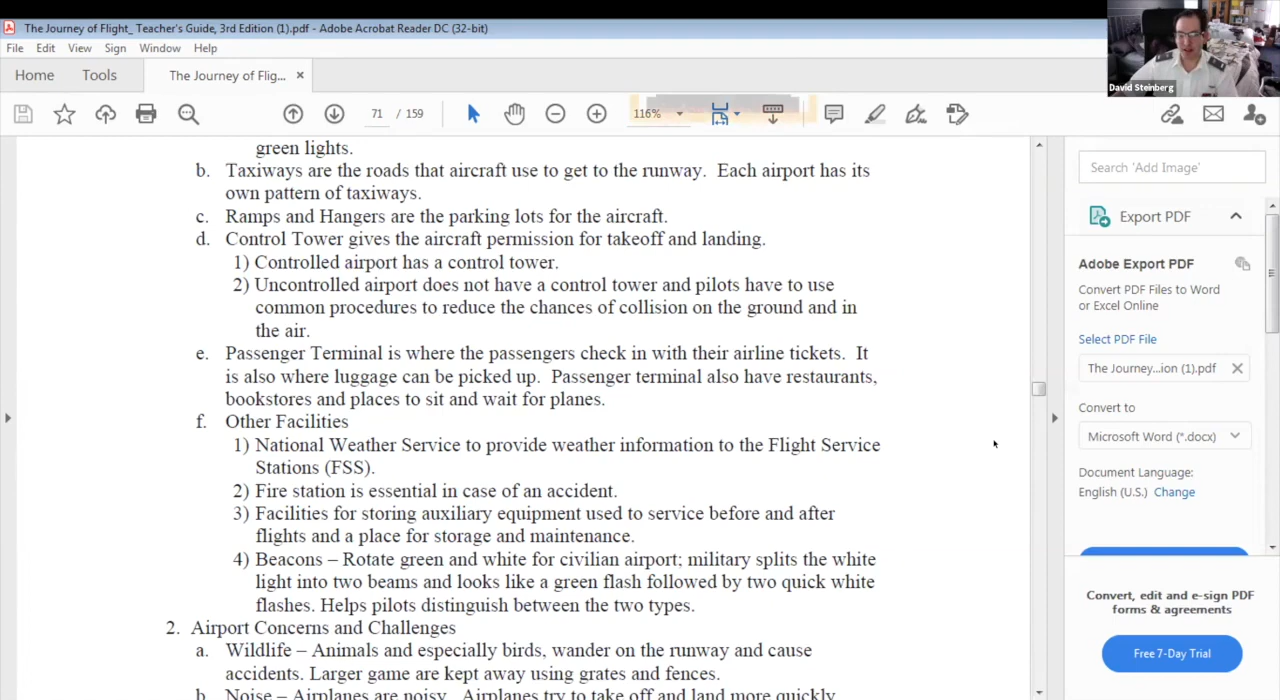 The Journey of Flight_ Teacher's Guide, 3rd Edition (1).pdf - Adobe Acrobat Reader DC (32-bit)
File Edit View Sign Window Help
Home Tools The Journey of Flig... ×
71 / 159 116%
David Steinberg
green lights.
b. Taxiways are the roads that aircraft use to get to the runway. Each airport has its
own pattern of taxiways.
c. Ramps and Hangers are the parking lots for the aircraft.
d. Control Tower gives the aircraft permission for takeoff and landing.
1) Controlled airport has a control tower.
2) Uncontrolled airport does not have a control tower and pilots have to use
common procedures to reduce the chances of collision on the ground and in
the air.
e. Passenger Terminal is where the passengers check in with their airline tickets. It
is also where luggage can be picked up. Passenger terminal also have restaurants,
bookstores and places to sit and wait for planes.
f. Other Facilities
1) National Weather Service to provide weather information to the Flight Service
Stations (FSS).
2) Fire station is essential in case of an accident.
3) Facilities for storing auxiliary equipment used to service before and after
flights and a place for storage and maintenance.
4) Beacons – Rotate green and white for civilian airport; military splits the white
light into two beams and looks like a green flash followed by two quick white
flashes. Helps pilots distinguish between the two types.
2. Airport Concerns and Challenges
a. Wildlife – Animals and especially birds, wander on the runway and cause
accidents. Larger game are kept away using grates and fences.
b. Noise – Airplanes are noisy. Airplanes try to take off and land more quickly
Search 'Add Image'
Export PDF
Adobe Export PDF
Convert PDF Files to Word
or Excel Online
Select PDF File
The Journey...ion (1).pdf ×
Convert to
Microsoft Word (*.docx)
Document Language:
English (U.S.) Change
Convert, edit and e-sign PDF
forms & agreements
Free 7-Day Trial